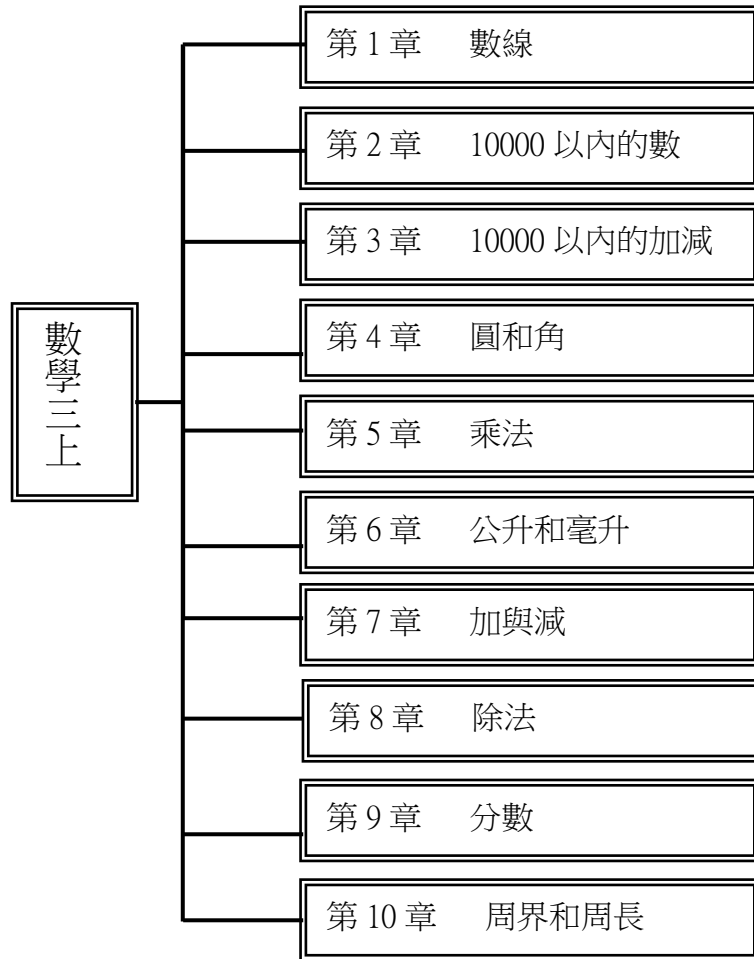 數學三上
第 1 章 數線
第 2 章 10000 以內的數
第 3 章 10000 以內的加減
第 4 章 圓和角
第 5 章 乘法
第 6 章 公升和毫升
第 7 章 加與減
第 8 章 除法
第 9 章 分數
第 10 章 周界和周長